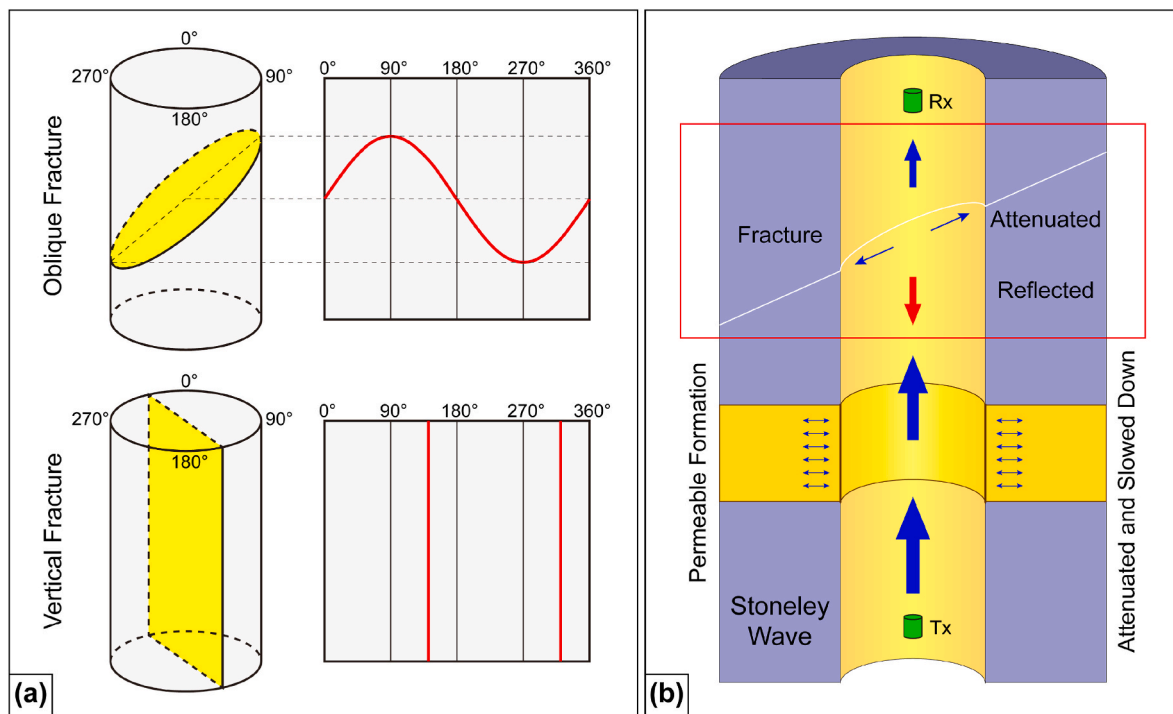 Oblique Fracture
0°
270° 90°
180°
0° 90° 180° 270° 360°
Vertical Fracture
0°
270° 90°
180°
0° 90° 180° 270° 360°
(a)
Rx
Fracture
Attenuated
Reflected
Permeable Formation
Attenuated and Slowed Down
Stoneley
Wave
Tx
(b)